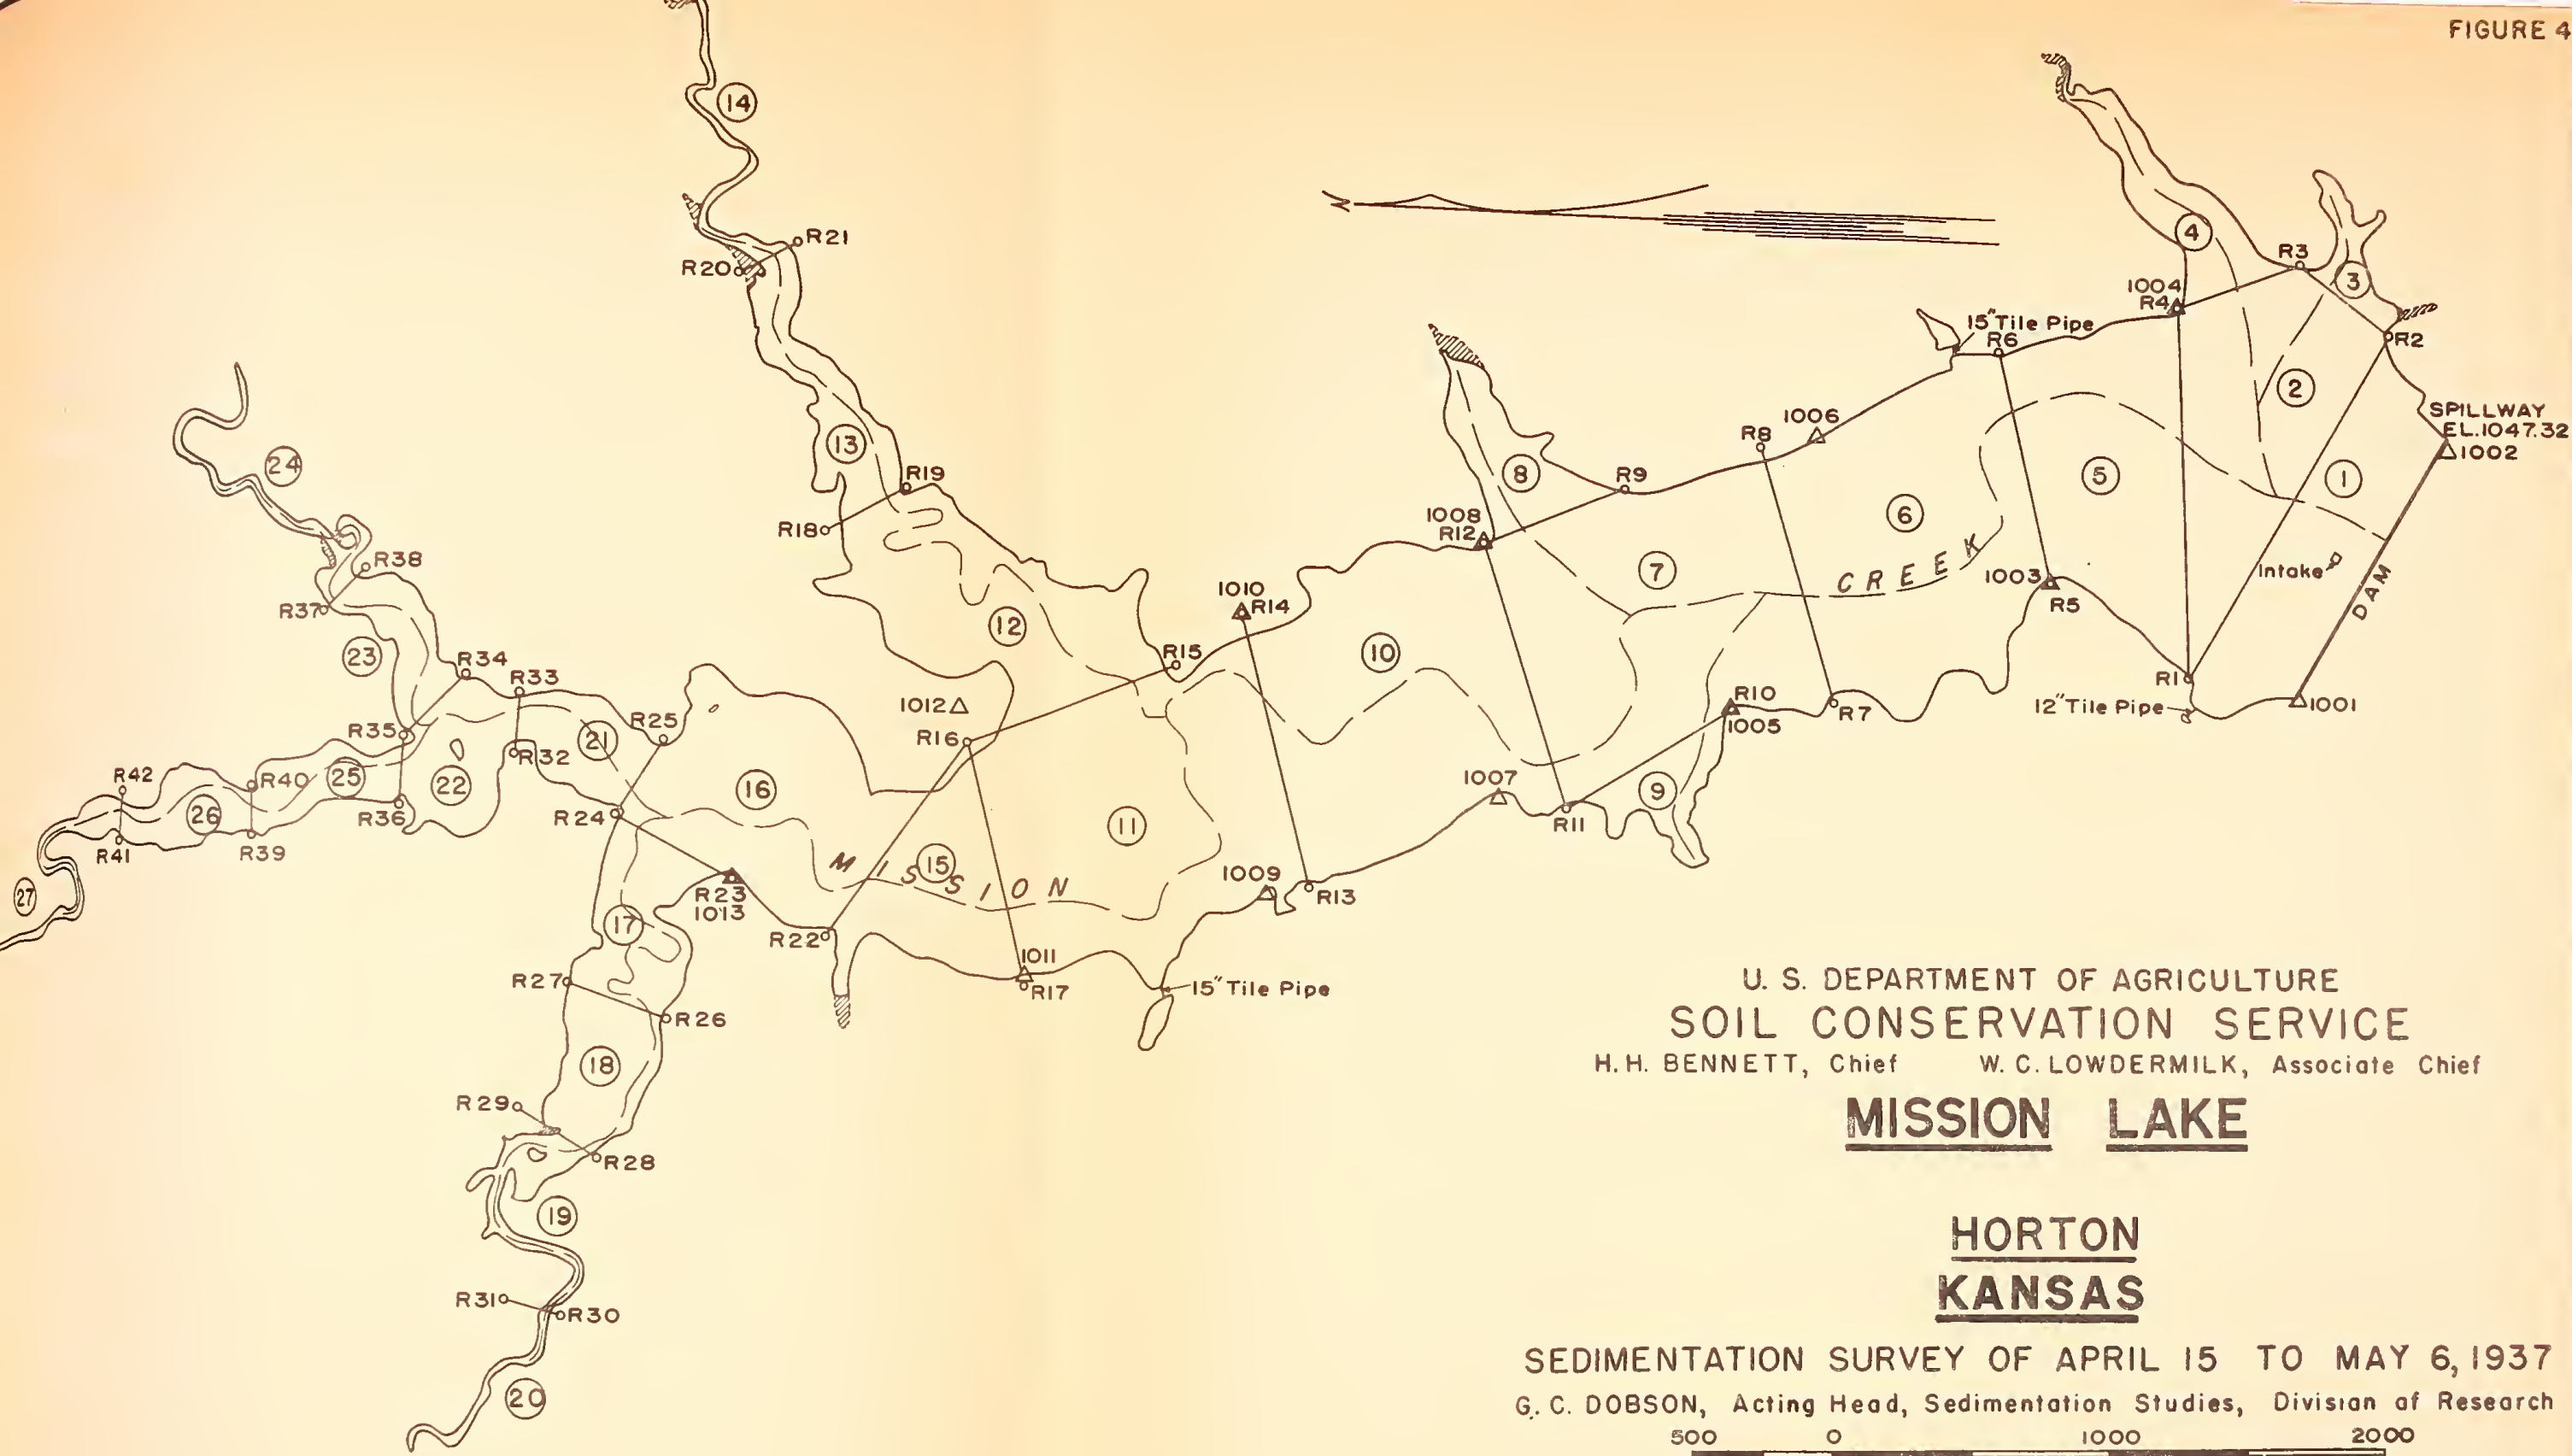 FIGURE 4
14
R21
R20
4
R3
3
1004
R4
15" Tile Pipe
R6
R2
2
SPILLWAY
EL.1047.32
1002
1006
R8
13
24
R19
R18
8
R9
5
1
6
1008
R12
R38
R37
7
CREEK
1003
R5
Intake
DAM
1010
R14
12
10
23
R34
R33
R15
R1
12" Tile Pipe
1001
1012
R16
R10
1005
R7
R25
R35
21
R32
R42
R40
25
22
16
1007
9
26
R24
R36
11
R11
R41
R39
MISSION
15
27
R23
1013
1009
R13
17
R22
1011
R17
15" Tile Pipe
R27
R26
18
R29
R28
19
R31
R30
20
U. S. DEPARTMENT OF AGRICULTURE
SOIL CONSERVATION SERVICE
H. H. BENNETT, Chief W. C. LOWDERMILK, Associate Chief
MISSION LAKE
HORTON
KANSAS
SEDIMENTATION SURVEY OF APRIL 15 TO MAY 6, 1937
G. C. DOBSON, Acting Head, Sedimentation Studies, Division of Research
500 0 1000 2000